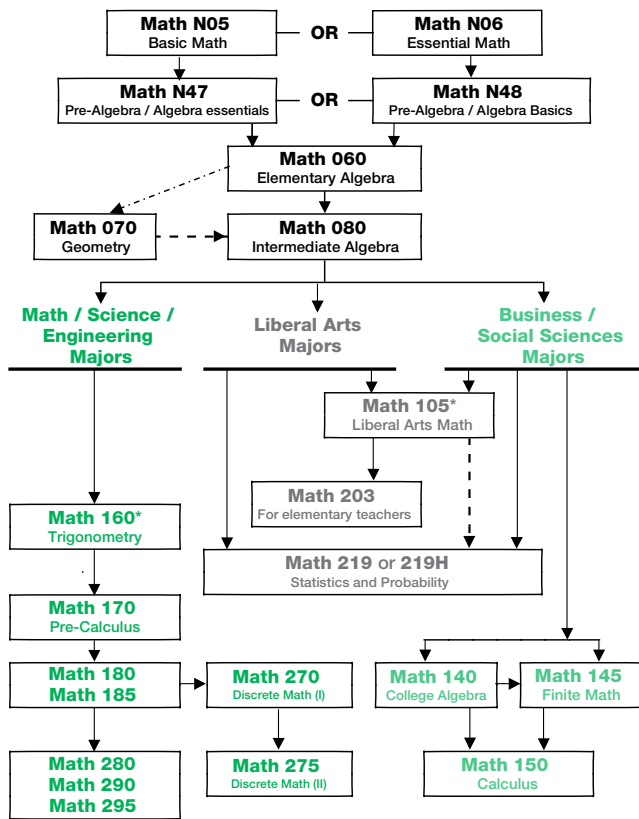 Math N05
Basic Math
OR
Math N06
Essential Math
Math N47
Pre-Algebra / Algebra essentials
OR
Math N48
Pre-Algebra / Algebra Basics
Math 060
Elementary Algebra
Math 070
Geometry
Math 080
Intermediate Algebra
Math / Science /
Engineering
Majors
Liberal Arts
Majors
Business /
Social Sciences
Majors
Math 105*
Liberal Arts Math
Math 203
For elementary teachers
Math 160*
Trigonometry
Math 219 or 219H
Statistics and Probability
Math 170
Pre-Calculus
Math 180
Math 185
Math 270
Discrete Math (I)
Math 140
College Algebra
Math 145
Finite Math
Math 280
Math 290
Math 295
Math 275
Discrete Math (II)
Math 150
Calculus